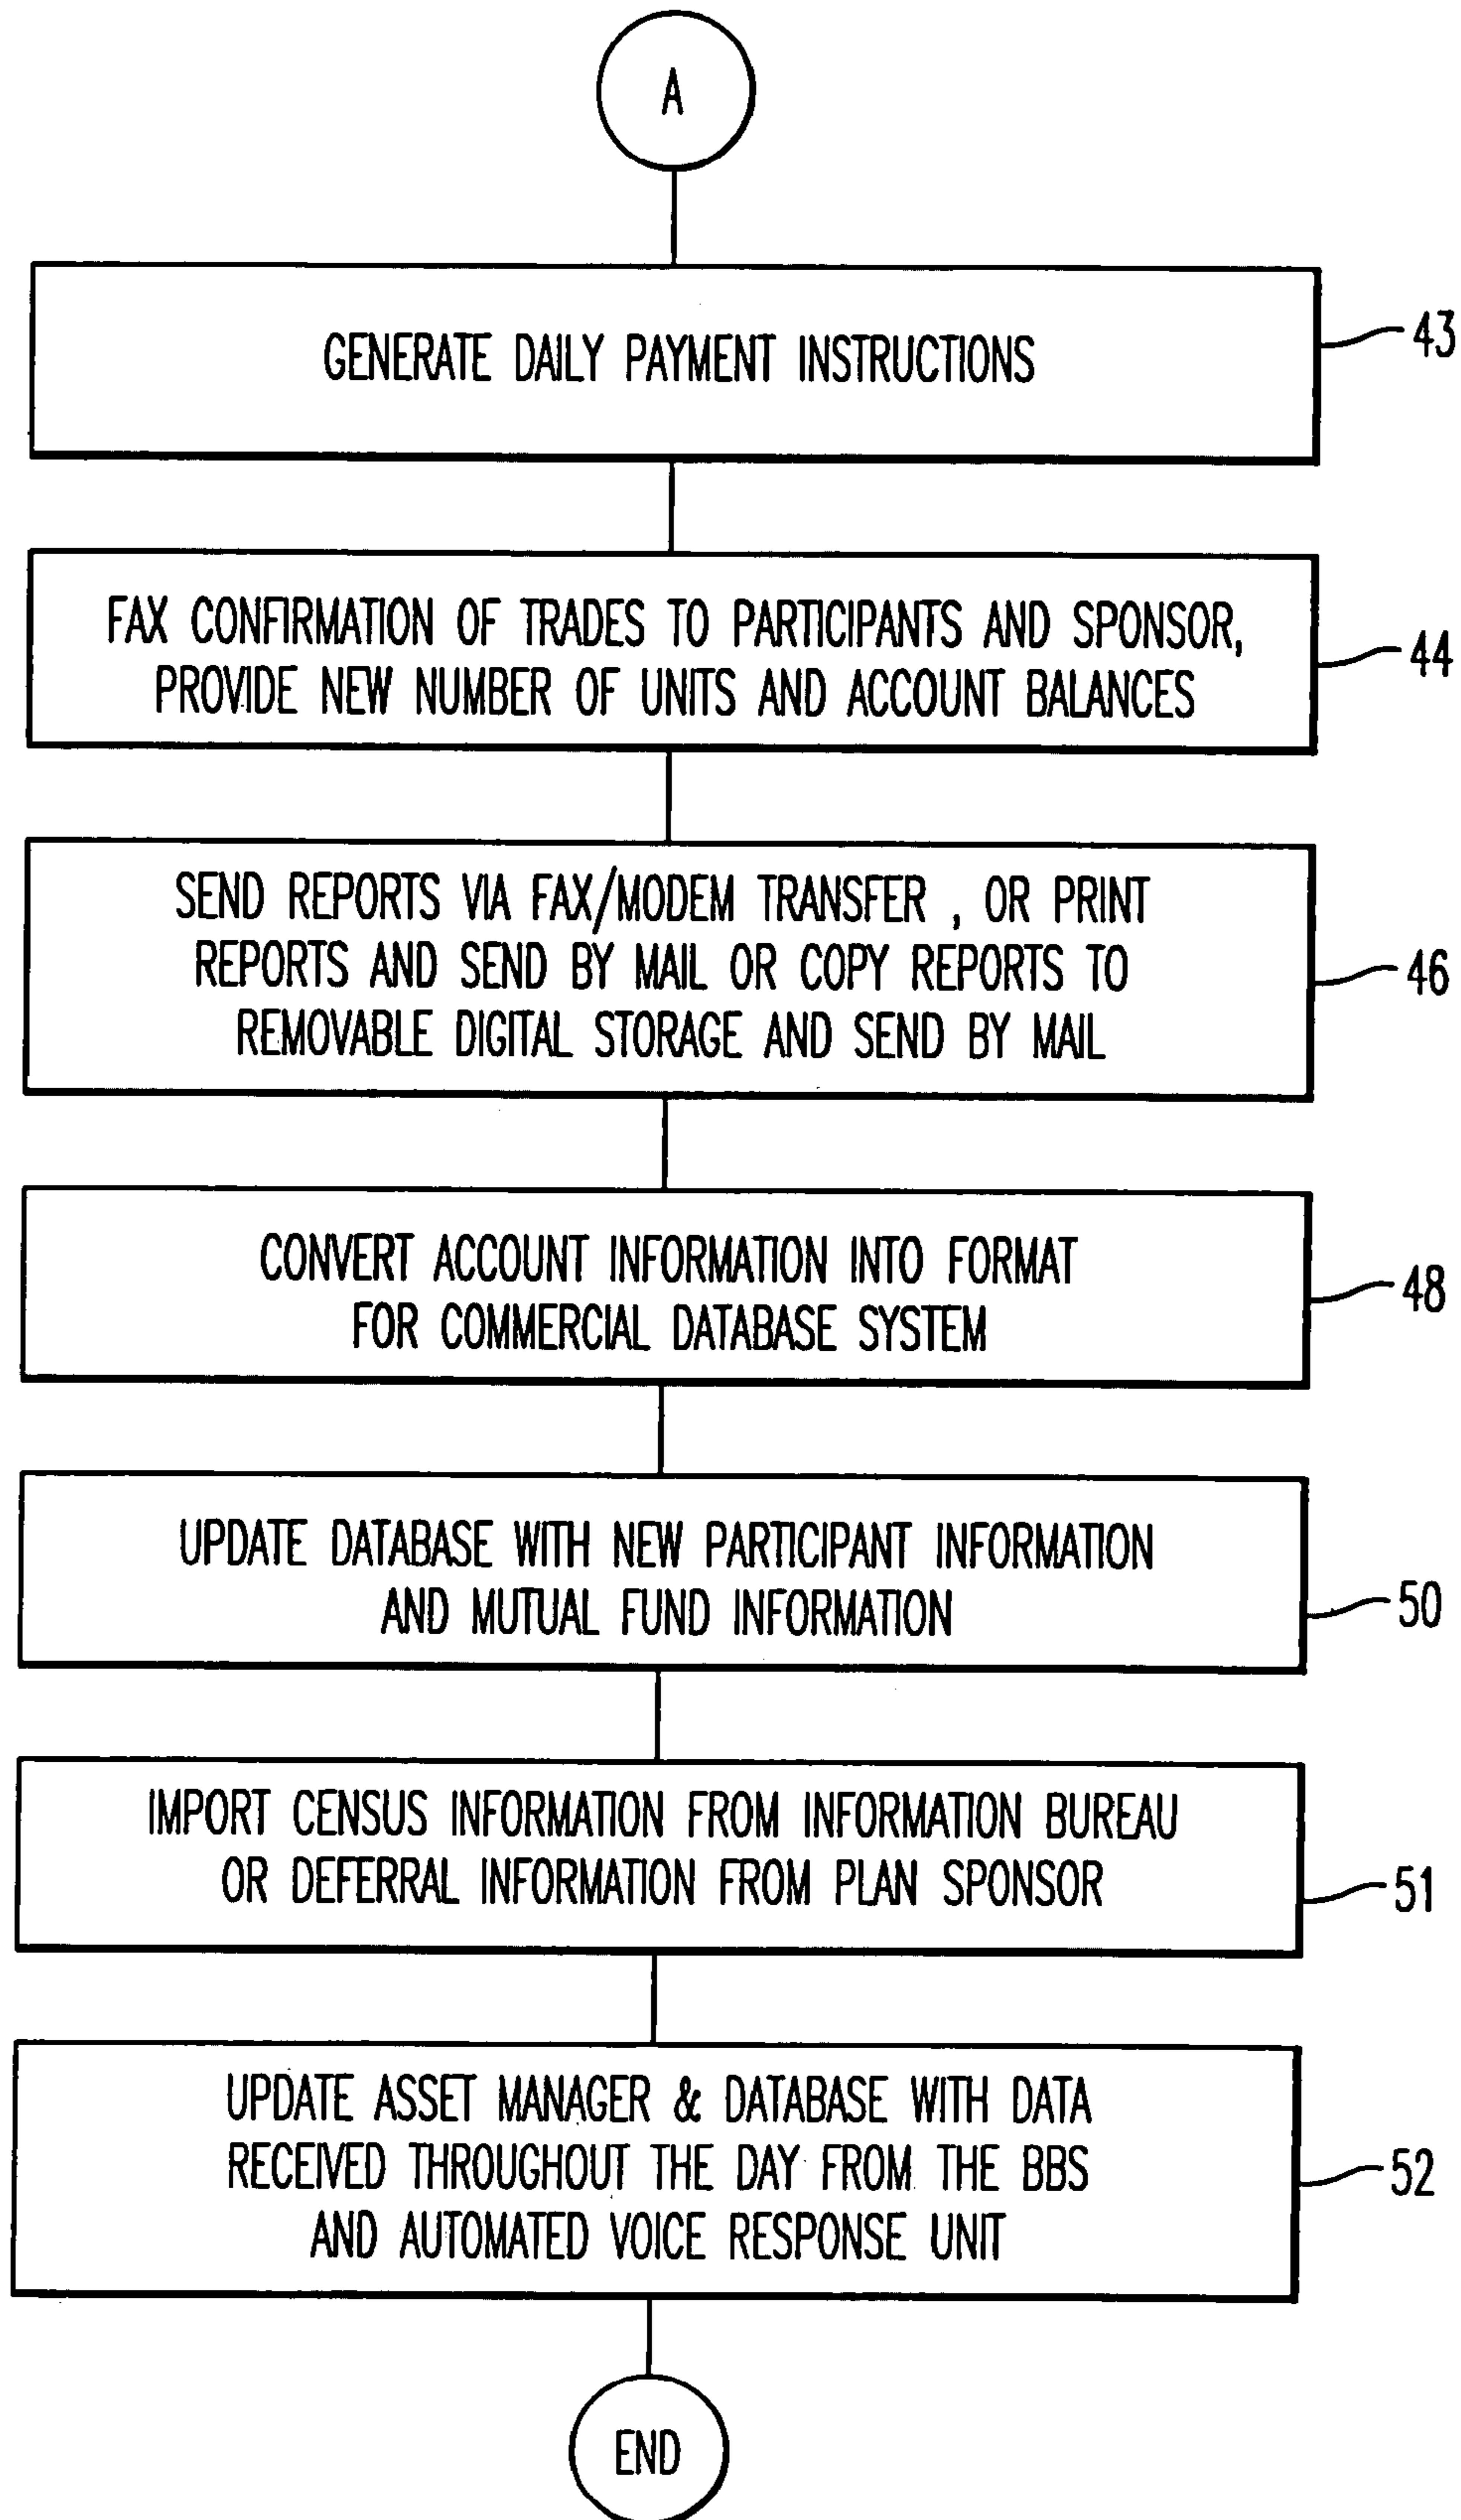 A
GENERATE DAILY PAYMENT INSTRUCTIONS
43
FAX CONFIRMATION OF TRADES TO PARTICIPANTS AND SPONSOR,
PROVIDE NEW NUMBER OF UNITS AND ACCOUNT BALANCES
44
SEND REPORTS VIA FAX/MODEM TRANSFER , OR PRINT
REPORTS AND SEND BY MAIL OR COPY REPORTS TO
REMOVABLE DIGITAL STORAGE AND SEND BY MAIL
46
CONVERT ACCOUNT INFORMATION INTO FORMAT
FOR COMMERCIAL DATABASE SYSTEM
48
UPDATE DATABASE WITH NEW PARTICIPANT INFORMATION
AND MUTUAL FUND INFORMATION
50
IMPORT CENSUS INFORMATION FROM INFORMATION BUREAU
OR DEFERRAL INFORMATION FROM PLAN SPONSOR
51
UPDATE ASSET MANAGER & DATABASE WITH DATA
RECEIVED THROUGHOUT THE DAY FROM THE BBS
AND AUTOMATED VOICE RESPONSE UNIT
52
END